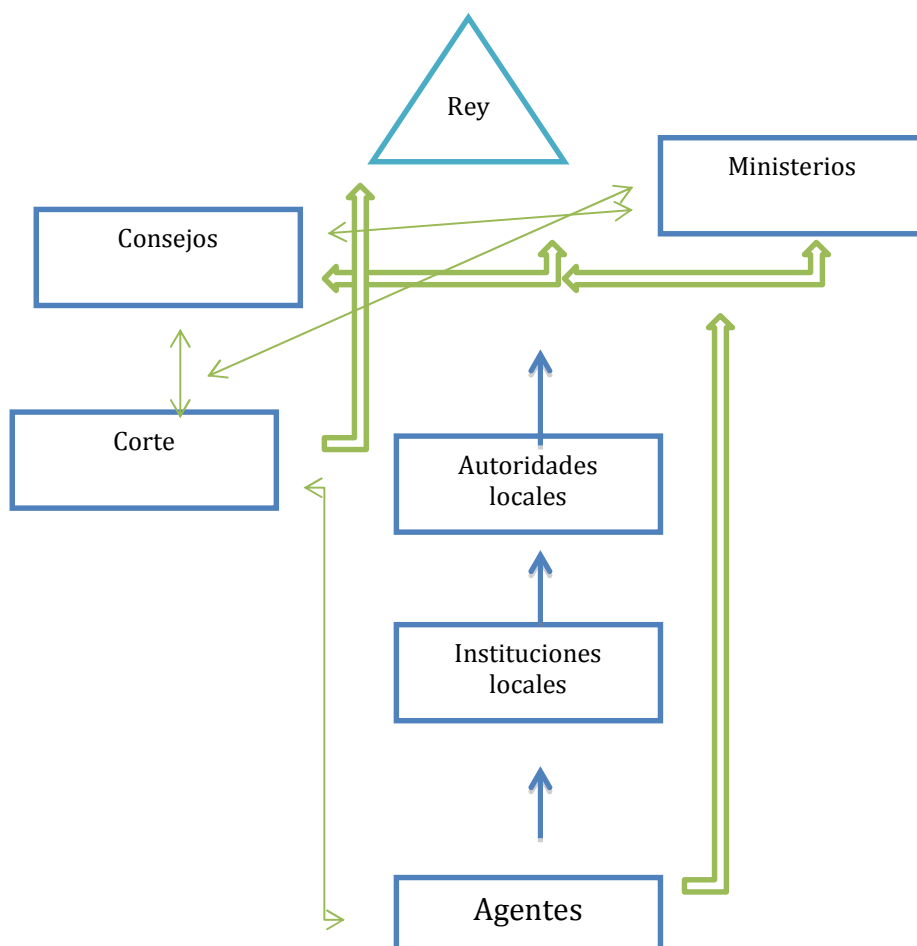 Rey
Ministerios
Consejos
Corte
Autoridades
locales
Instituciones
locales
Agentes